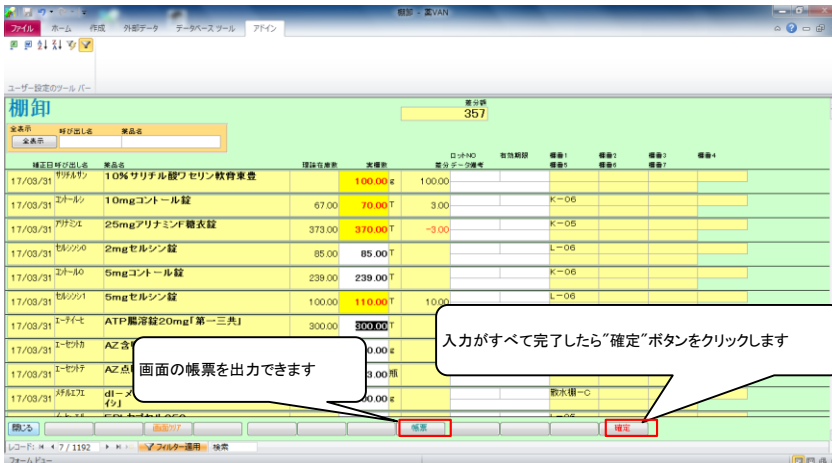 棚卸 - 薬VAN
ファイル ホーム 作成 外部データ データベース ツール アドイン
ユーザー設定のツール バー
棚卸
差分額
357
全表示 呼び出し名 薬品名
全表示
ロットNO 有効期限 棚番1 棚番2 棚番3 棚番4
補正日 呼び出し名 薬品名 理論在庫数 実棚数 差分 データ備考 棚番5 棚番6 棚番7
17/03/31 サリチルサン 10%サリチル酸ワセリン軟膏東豊 100.00 g 100.00
17/03/31 コントールジ 10mgコントール錠 67.00 70.00 T 3.00 K-06
17/03/31 アリナミンエ 25mgアリナミンF糖衣錠 373.00 370.00 T -3.00 K-05
17/03/31 2mgセルシン錠 85.00 85.00 T L-06
17/03/31 5mgコントール錠 239.00 239.00 T K-06
17/03/31 5mgセルシン錠 100.00 110.00 T 10.00 L-06
17/03/31 エーテイーピ ATP腸溶錠20mg「第一三共」 300.00 300.00 T
17/03/31 AZ含
17/03/31 AZ点 3.00 瓶
17/03/31 dl-メ 散水棚-C
入力がすべて完了したら"確定"ボタンをクリックします
画面の帳票を出力できます
閉じる 画面クリア 帳票 確定
レコード: 7 / 1192 フィルター適用 検索
フォーム ビュー